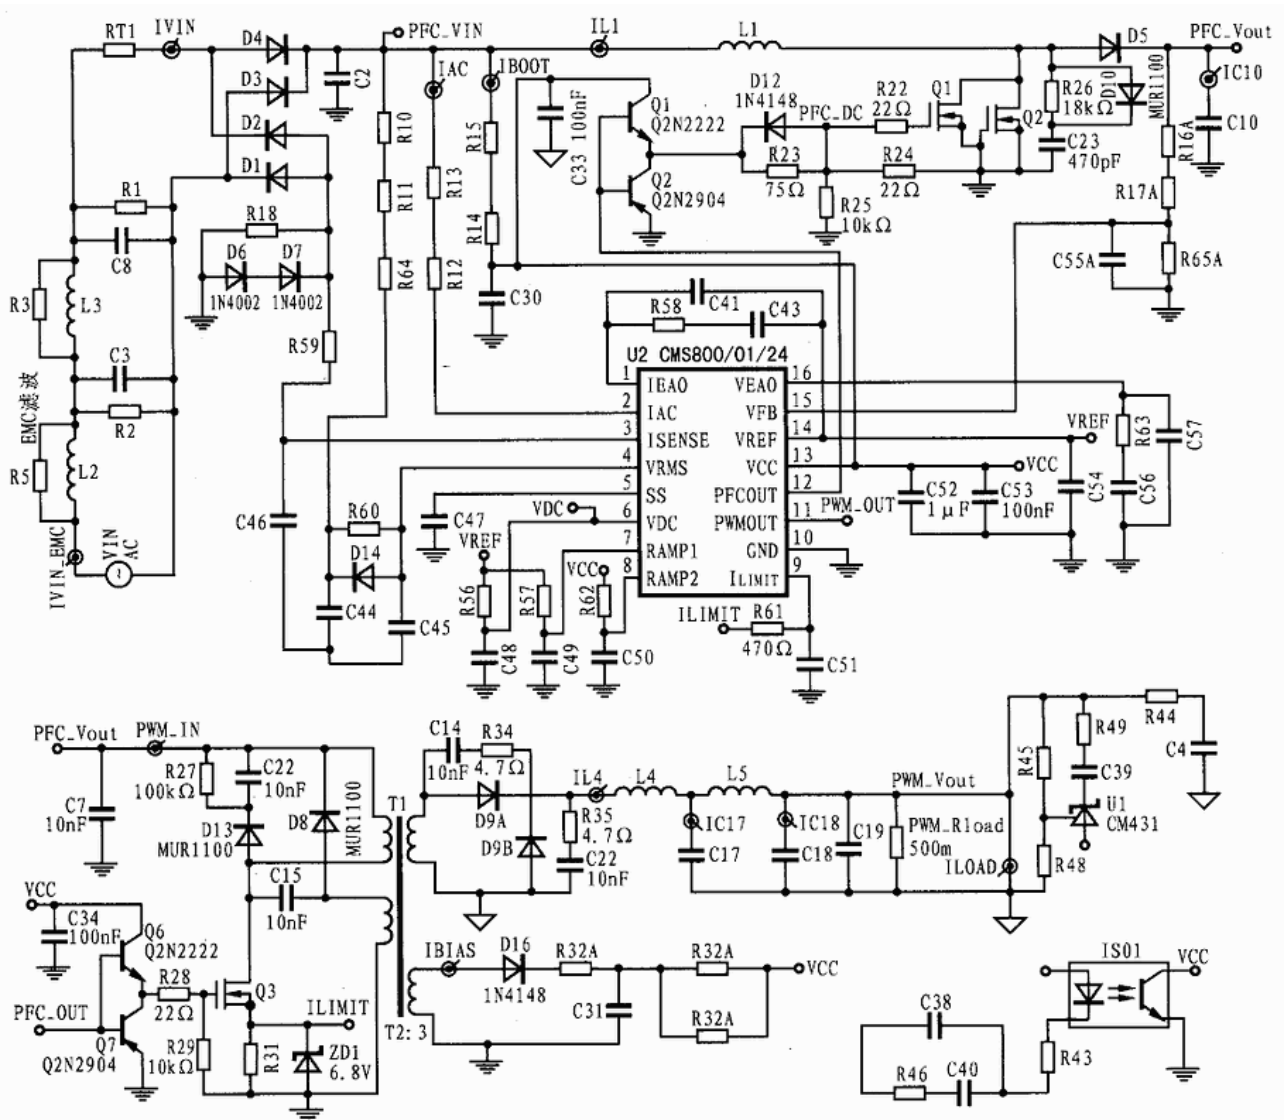 RT1
IVIN
D4
PFC_VIN
IL1
L1
D5
PFC_Vout
D3
C2
IAC
IBOOT
D12
1N4148
PFC_DC
R22
22Ω
Q1
Q2
R26
18kΩ
D10
MUR1100
IC10
C10
D2
R10
R15
100nF
C33
Q1
Q2N2222
R23
75Ω
R24
22Ω
C23
470pF
R16A
D1
R1
R11
R13
Q2
Q2N2904
R25
10kΩ
R17A
R18
C8
D6
D7
1N4002
1N4002
R64
R14
R12
C30
C55A
R65A
R3
L3
R59
C41
R58
C43
U2 CMS800/01/24
EMC滤波
C3
R2
R5
L2
1
IEAO
VEAO
16
2
IAC
VFB
15
3
ISENSE
VREF
14
4
VRMS
VCC
13
5
SS
PFCOUT
12
6
VDC
PWMOUT
11
7
RAMP1
GND
10
8
RAMP2
ILIMIT
9
VREF
VCC
PWM_OUT
R63
C57
C56
C54
C52
1μF
C53
100nF
IVIN_EMC
VIN
AC
C46
R60
D14
C44
C45
C47
VDC
VREF
VCC
R56
R57
R62
C48
C49
C50
ILIMIT
R61
470Ω
C51
PFC_Vout
PWM_IN
R27
100kΩ
C22
10nF
C7
10nF
D13
MUR1100
D8
MUR1100
T1
C14
10nF
R34
4.7Ω
D9A
D9B
IL4
R35
4.7Ω
C22
10nF
L4
L5
IC17
C17
IC18
C18
C19
PWM_Vout
PWM_Rload
500m
ILOAD
R45
R49
R44
C4
C39
U1
CM431
R48
C15
10nF
VCC
C34
100nF
Q6
Q2N2222
R28
22Ω
Q3
PFC_OUT
Q7
Q2N2904
R29
10kΩ
R31
ILIMIT
ZD1
6.8V
T2:3
IBIAS
D16
1N4148
R32A
C31
R32A
R32A
VCC
IS01
VCC
C38
R46
C40
R43